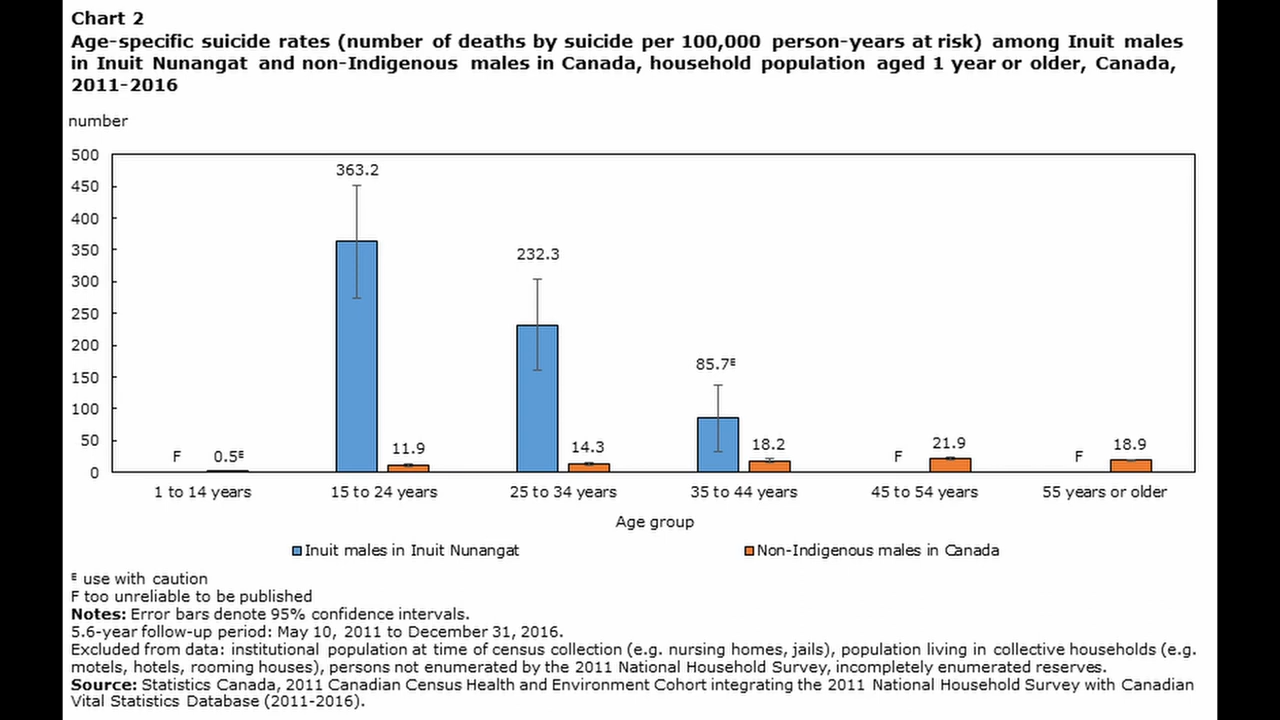 Chart 2
Age-specific suicide rates (number of deaths by suicide per 100,000 person-years at risk) among Inuit males
in Inuit Nunangat and non-Indigenous males in Canada, household population aged 1 year or older, Canada,
2011-2016
number
500
450
400
350
300
250
200
150
100
50
0
F
0.5ᴱ
363.2
11.9
232.3
14.3
85.7ᴱ
18.2
F
21.9
F
18.9
1 to 14 years
15 to 24 years
25 to 34 years
35 to 44 years
45 to 54 years
55 years or older
Age group
Inuit males in Inuit Nunangat
Non-Indigenous males in Canada
ᴱ use with caution
F too unreliable to be published
Notes: Error bars denote 95% confidence intervals.
5.6-year follow-up period: May 10, 2011 to December 31, 2016.
Excluded from data: institutional population at time of census collection (e.g. nursing homes, jails), population living in collective households (e.g.
motels, hotels, rooming houses), persons not enumerated by the 2011 National Household Survey, incompletely enumerated reserves.
Source: Statistics Canada, 2011 Canadian Census Health and Environment Cohort integrating the 2011 National Household Survey with Canadian
Vital Statistics Database (2011-2016).